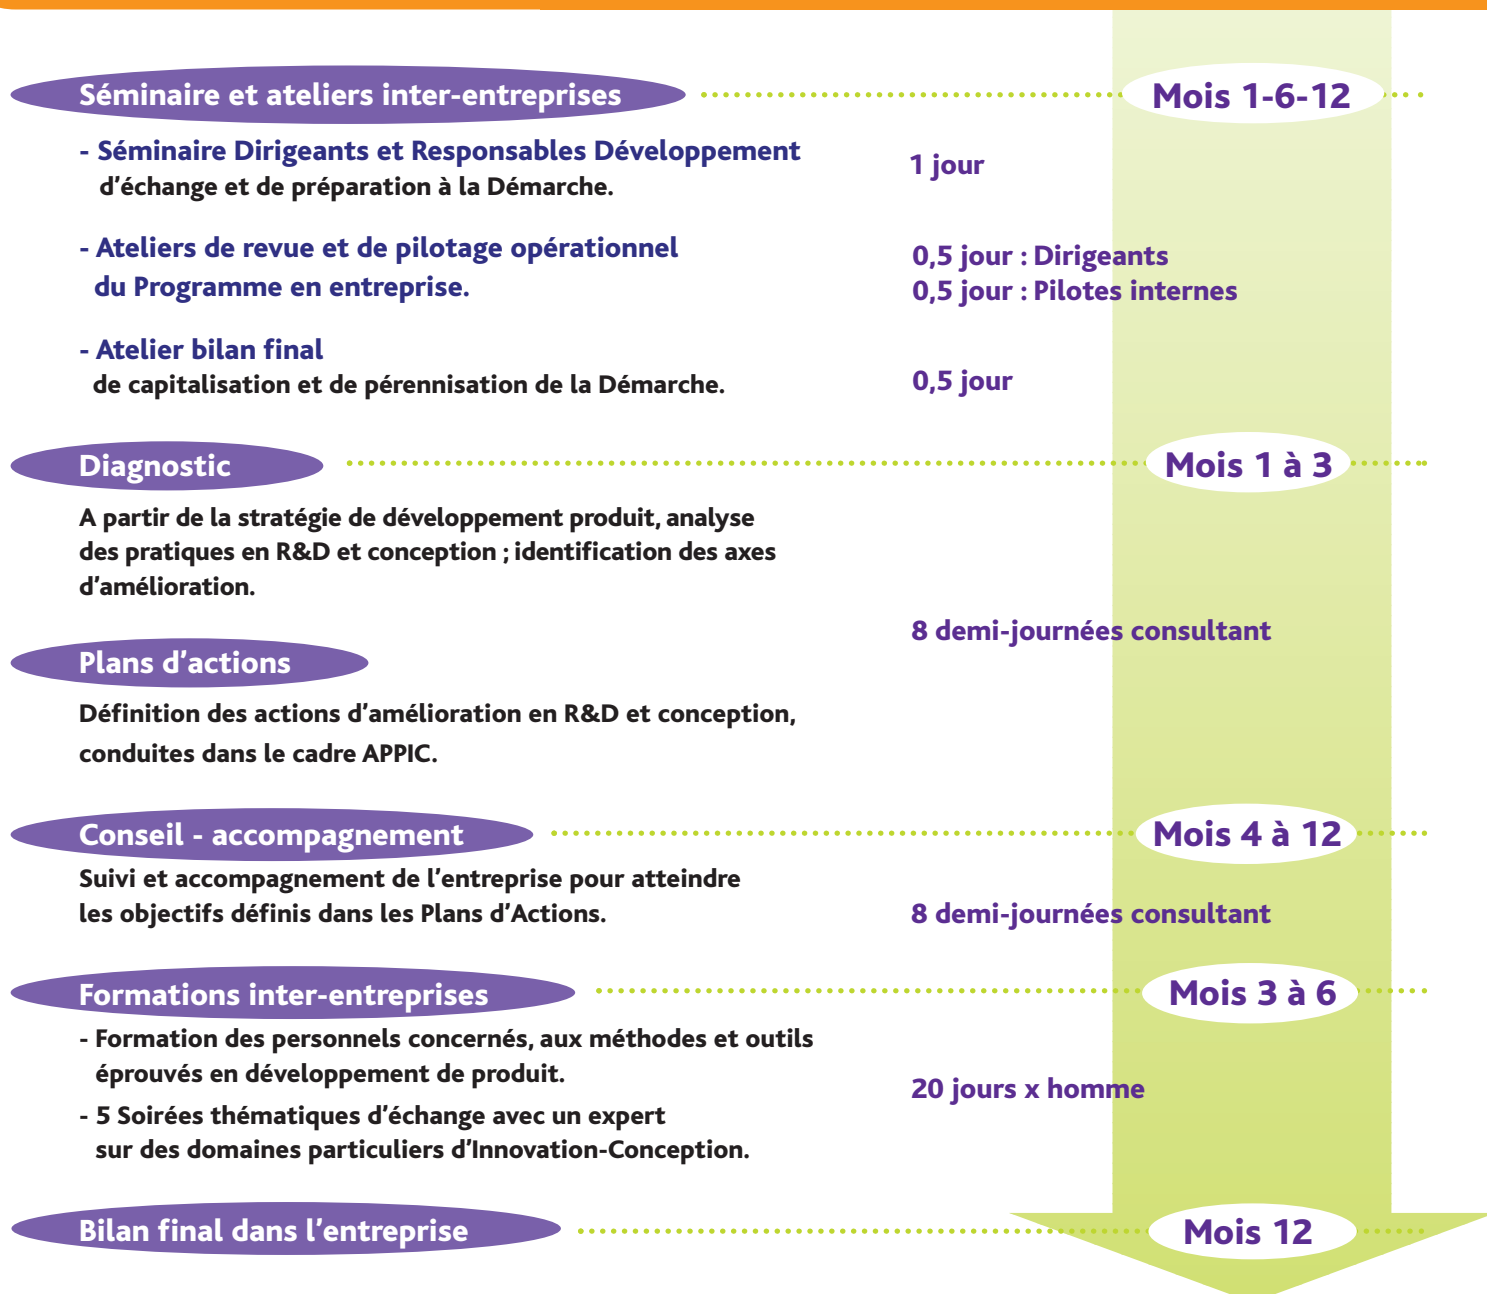 Séminaire et ateliers inter-entreprises
Mois 1-6-12
- Séminaire Dirigeants et Responsables Développement
d'échange et de préparation à la Démarche.
1 jour
- Ateliers de revue et de pilotage opérationnel
du Programme en entreprise.
0,5 jour : Dirigeants
0,5 jour : Pilotes internes
- Atelier bilan final
de capitalisation et de pérennisation de la Démarche.
0,5 jour
Diagnostic
Mois 1 à 3
A partir de la stratégie de développement produit, analyse
des pratiques en R&D et conception ; identification des axes
d'amélioration.
8 demi-journées consultant
Plans d'actions
Définition des actions d'amélioration en R&D et conception,
conduites dans le cadre APPIC.
Conseil - accompagnement
Mois 4 à 12
Suivi et accompagnement de l'entreprise pour atteindre
les objectifs définis dans les Plans d'Actions.
8 demi-journées consultant
Formations inter-entreprises
Mois 3 à 6
- Formation des personnels concernés, aux méthodes et outils
éprouvés en développement de produit.
20 jours x homme
- 5 Soirées thématiques d'échange avec un expert
sur des domaines particuliers d'Innovation-Conception.
Bilan final dans l'entreprise
Mois 12